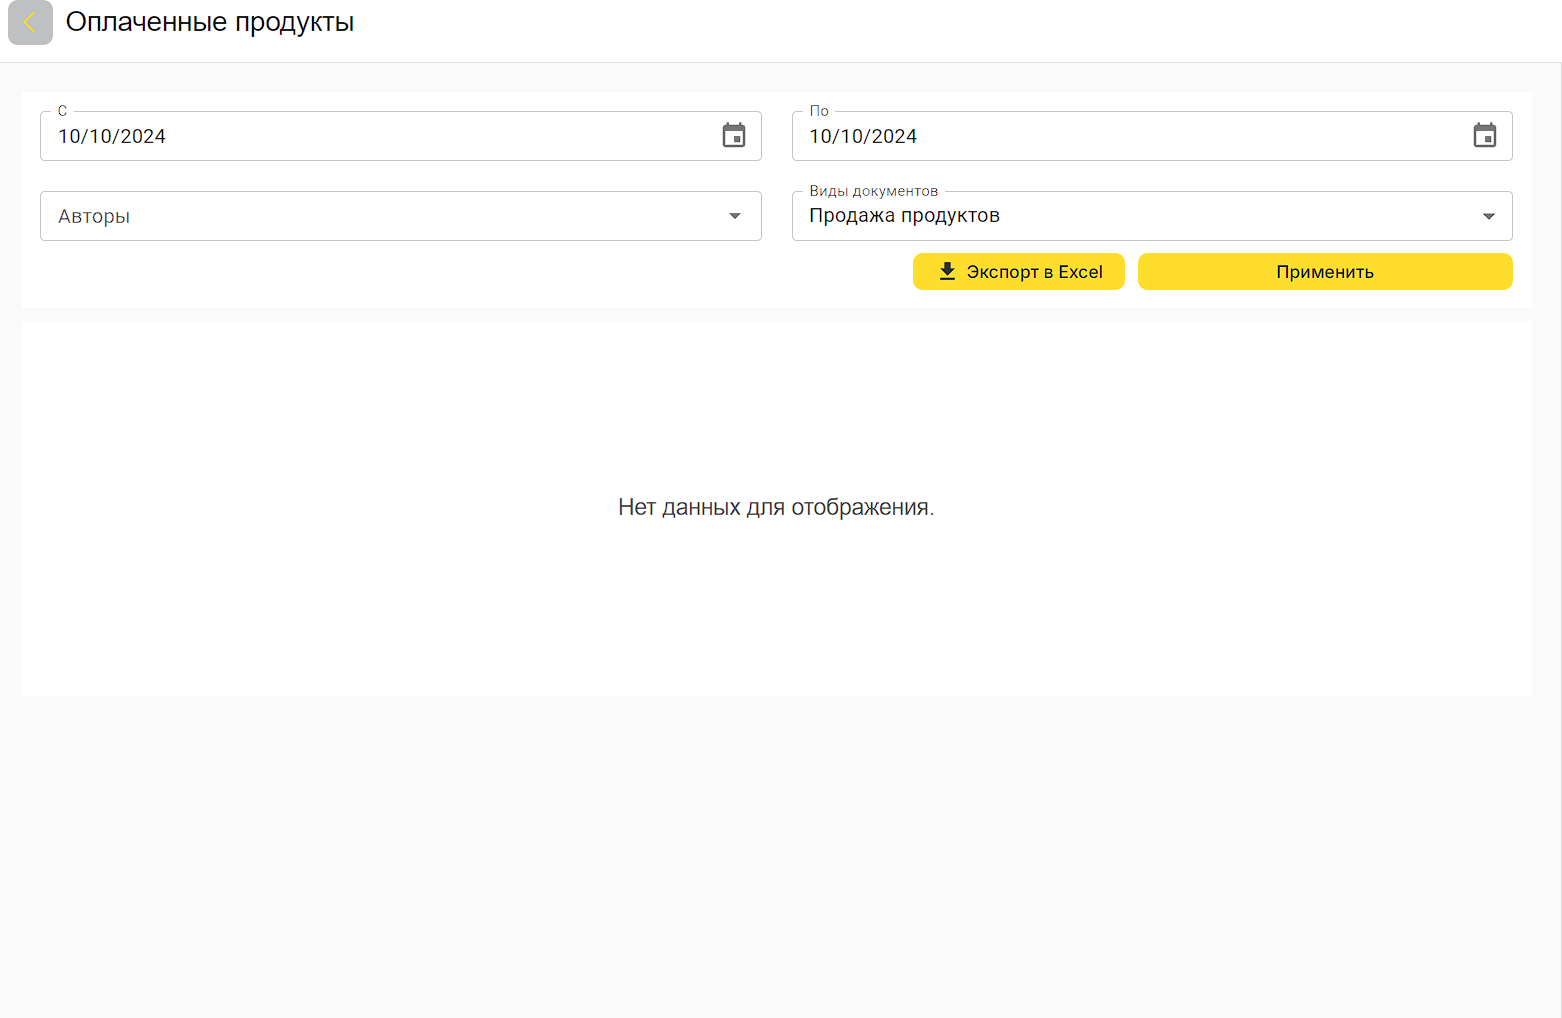 Оплаченные продукты
С
10/10/2024
По
10/10/2024
Авторы
Виды документов
Продажа продуктов
Экспорт в Excel
Применить
Нет данных для отображения.